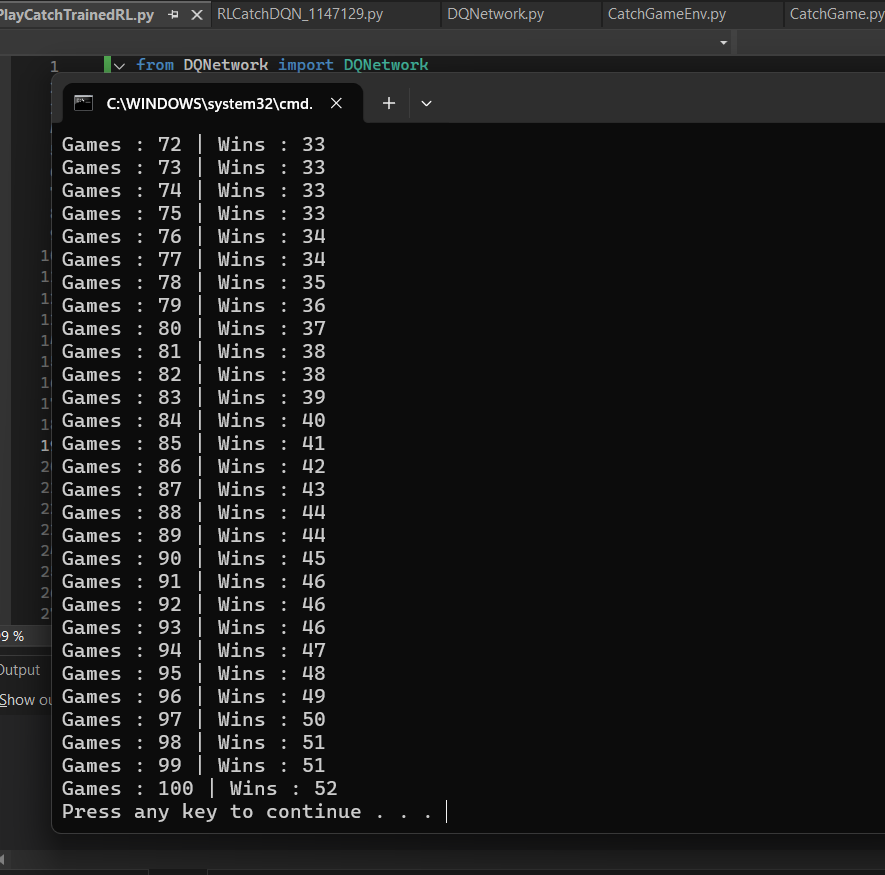 PlayCatchTrainedRL.py RLCatchDQN_1147129.py DQNetwork.py CatchGameEnv.py CatchGame.py
1 from DQNetwork import DQNetwork
C:\WINDOWS\system32\cmd.
Games : 72 | Wins : 33
Games : 73 | Wins : 33
Games : 74 | Wins : 33
Games : 75 | Wins : 33
Games : 76 | Wins : 34
Games : 77 | Wins : 34
Games : 78 | Wins : 35
Games : 79 | Wins : 36
Games : 80 | Wins : 37
Games : 81 | Wins : 38
Games : 82 | Wins : 38
Games : 83 | Wins : 39
Games : 84 | Wins : 40
Games : 85 | Wins : 41
Games : 86 | Wins : 42
Games : 87 | Wins : 43
Games : 88 | Wins : 44
Games : 89 | Wins : 44
Games : 90 | Wins : 45
Games : 91 | Wins : 46
Games : 92 | Wins : 46
Games : 93 | Wins : 46
Games : 94 | Wins : 47
Games : 95 | Wins : 48
Games : 96 | Wins : 49
Games : 97 | Wins : 50
Games : 98 | Wins : 51
Games : 99 | Wins : 51
Games : 100 | Wins : 52
Press any key to continue . . .
9 %
Output
Show ou